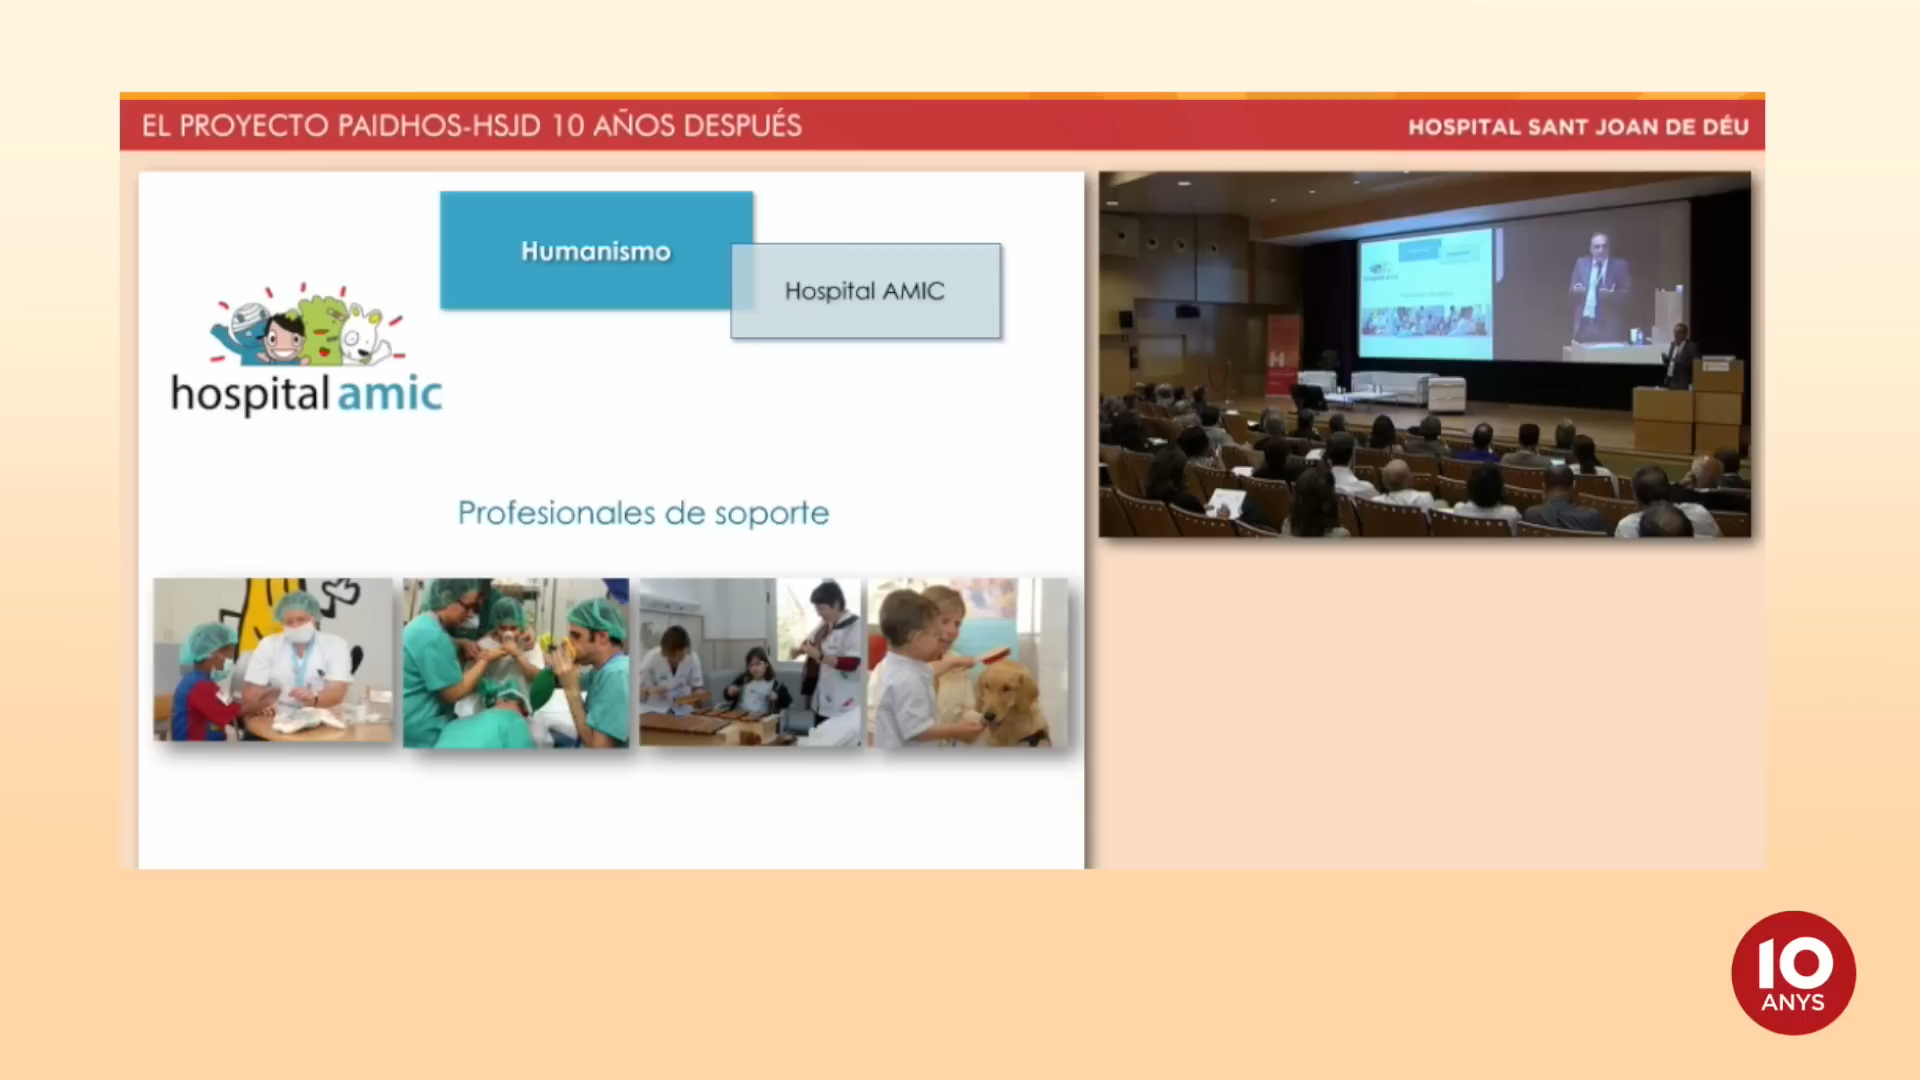 EL PROYECTO PAIDHOS-HSJD 10 AÑOS DESPUÉS
HOSPITAL SANT JOAN DE DÉU
Humanismo
Hospital AMIC
hospital amic
Profesionales de soporte
H
10
ANYS